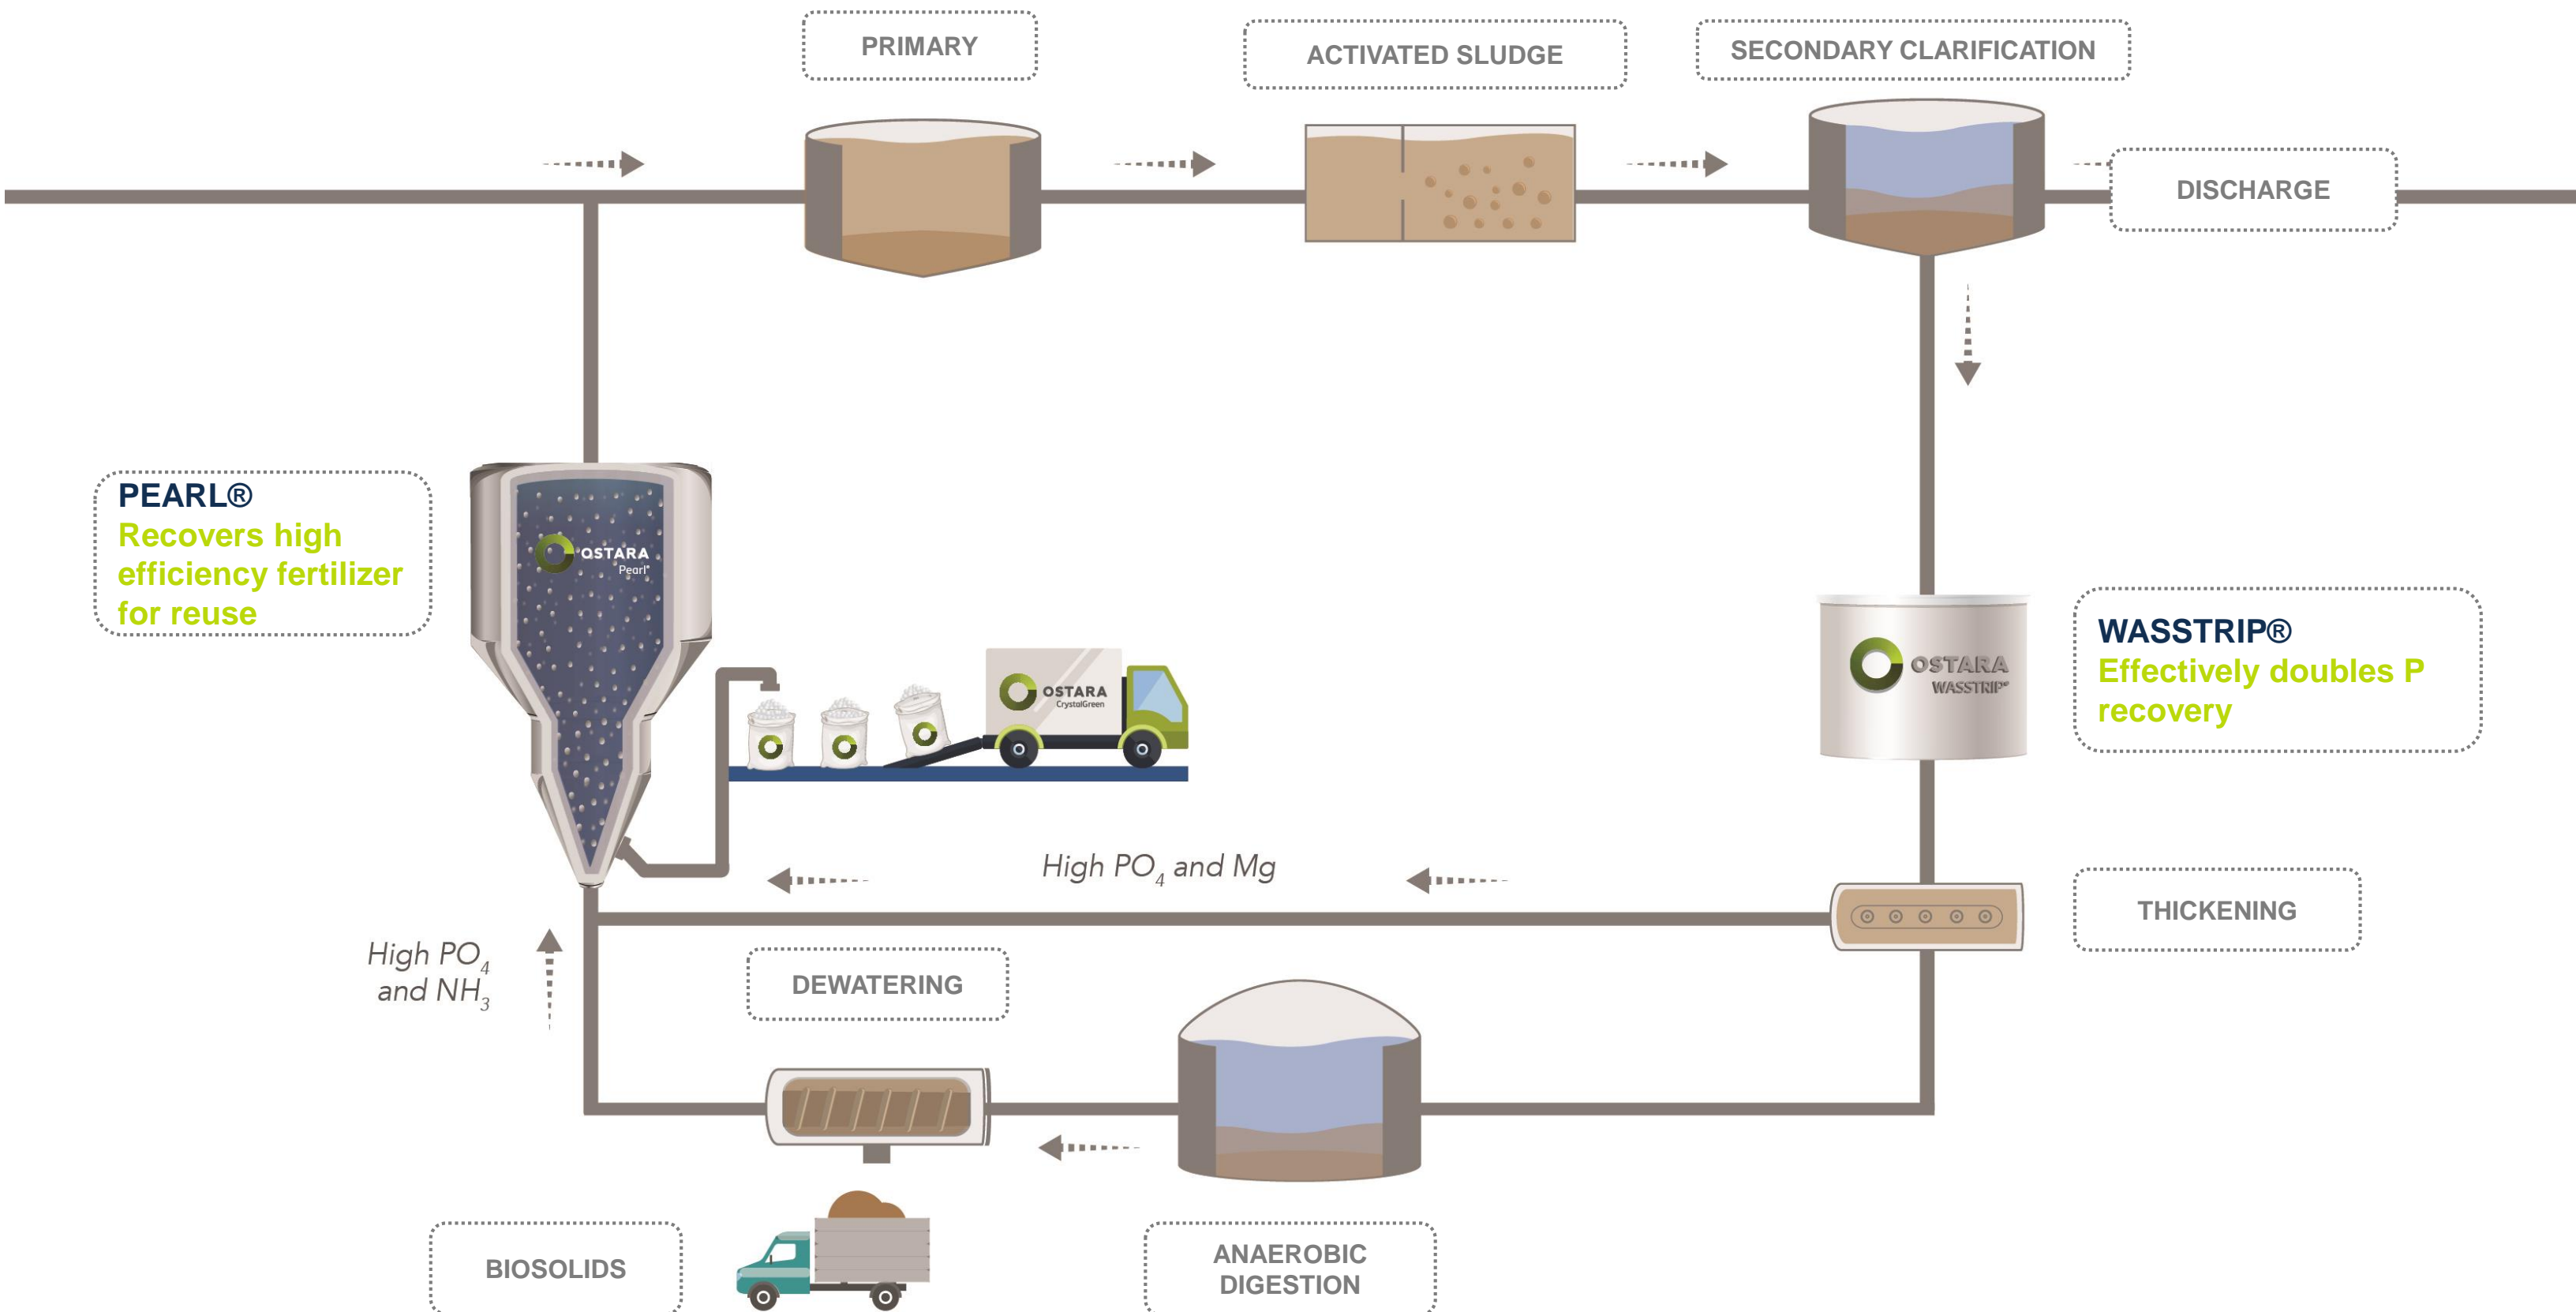 PRIMARY
ACTIVATED SLUDGE
SECONDARY CLARIFICATION
DISCHARGE
PEARL®
Recovers high
efficiency fertilizer
for reuse
OSTARA
Pearl®
OSTARA
CrystalGreen
OSTARA
WASSTRIP®
WASSTRIP®
Effectively doubles P
recovery
High PO₄ and Mg
THICKENING
High PO₄
and NH₃
DEWATERING
BIOSOLIDS
ANAEROBIC
DIGESTION